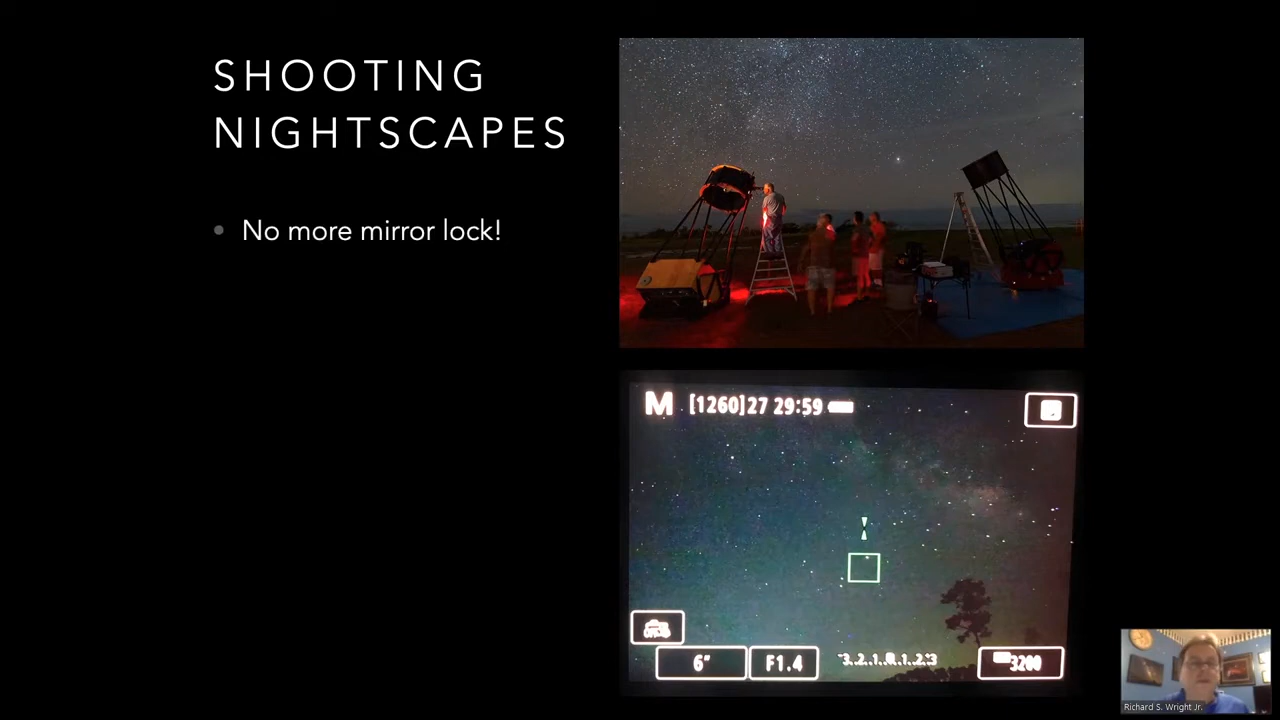 SHOOTING
NIGHTSCAPES
• No more mirror lock!
M [1260]27 29:59
6" F1.4 3200
Richard S. Wright Jr.